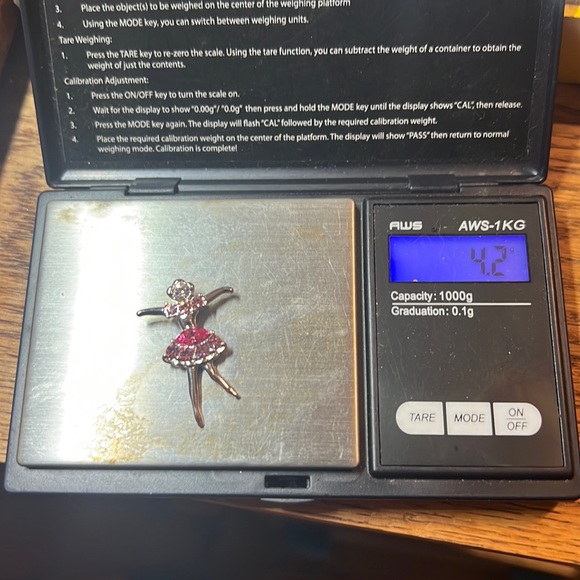 3. Place the object(s) to be weighed on the center of the weighing platform
4. Using the MODE key, you can switch between weighing units.
Tare Weighing:
1. Press the TARE key to re-zero the scale. Using the tare function, you can subtract the weight of a container to obtain the
weight of just the contents.
Calibration Adjustment:
1. Press the ON/OFF key to turn the scale on.
2. Wait for the display to show "0.00g"/ "0.0g" then press and hold the MODE key until the display shows "CAL", then release.
3. Press the MODE key again. The display will flash "CAL" followed by the required calibration weight.
4. Place the required calibration weight on the center of the platform. The display will show "PASS" then return to normal
weighing mode. Calibration is complete!
AWS AWS-1KG
4.2
Capacity: 1000g
Graduation: 0.1g
TARE MODE ON
OFF